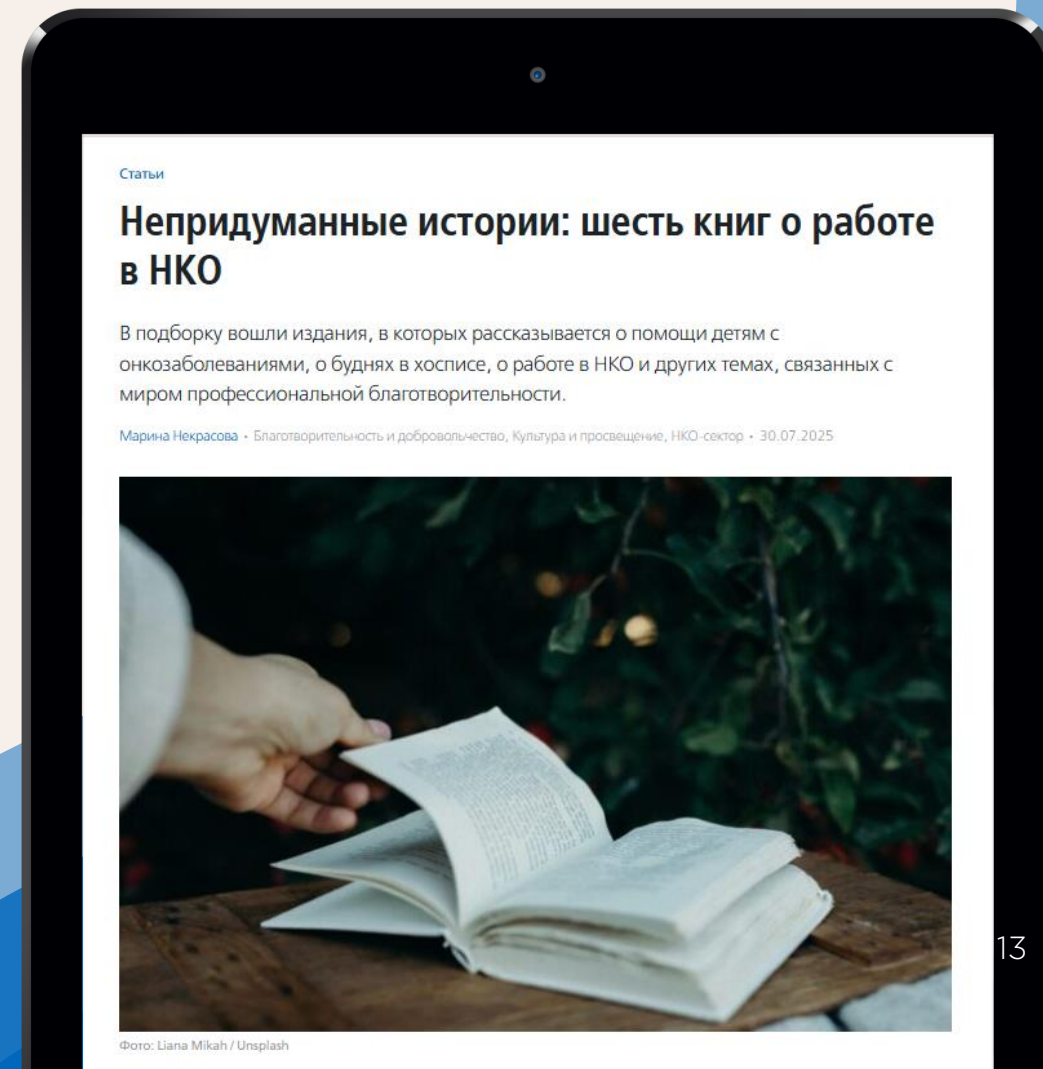 Статьи
Непридуманные истории: шесть книг о работе
в НКО
В подборку вошли издания, в которых рассказывается о помощи детям с
онкозаболеваниями, о буднях в хосписе, о работе в НКО и других темах, связанных с
миром профессиональной благотворительности.
Марина Некрасова • Благотворительность и добровольчество, Культура и просвещение, НКО-сектор • 30.07.2025
13
Фото: Liana Mikah / Unsplash